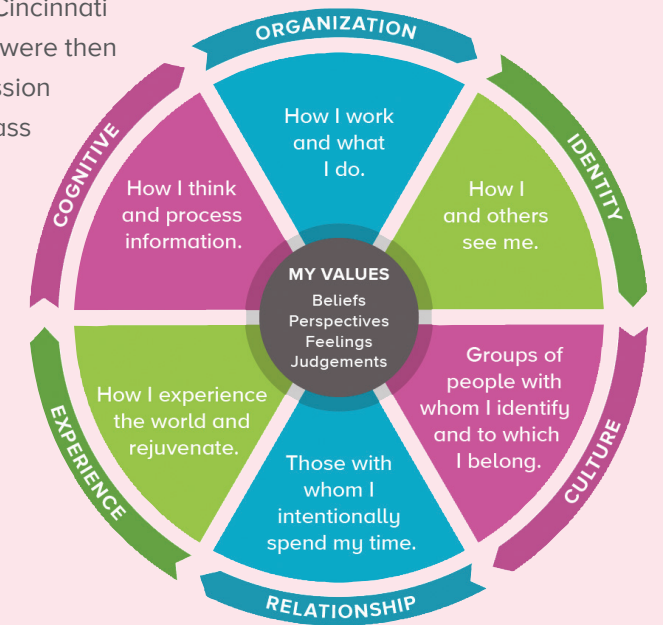 Cincinnati
were then
ORGANIZATION
How I work
and what
I do.
IDENTITY
How I
and others
see me.
CULTURE
Groups of
people with
whom I identify
and to which
I belong.
RELATIONSHIP
Those with
whom I
intentionally
spend my time.
EXPERIENCE
How I experience
the world and
rejuvenate.
COGNITIVE
How I think
and process
information.
MY VALUES
Beliefs
Perspectives
Feelings
Judgements